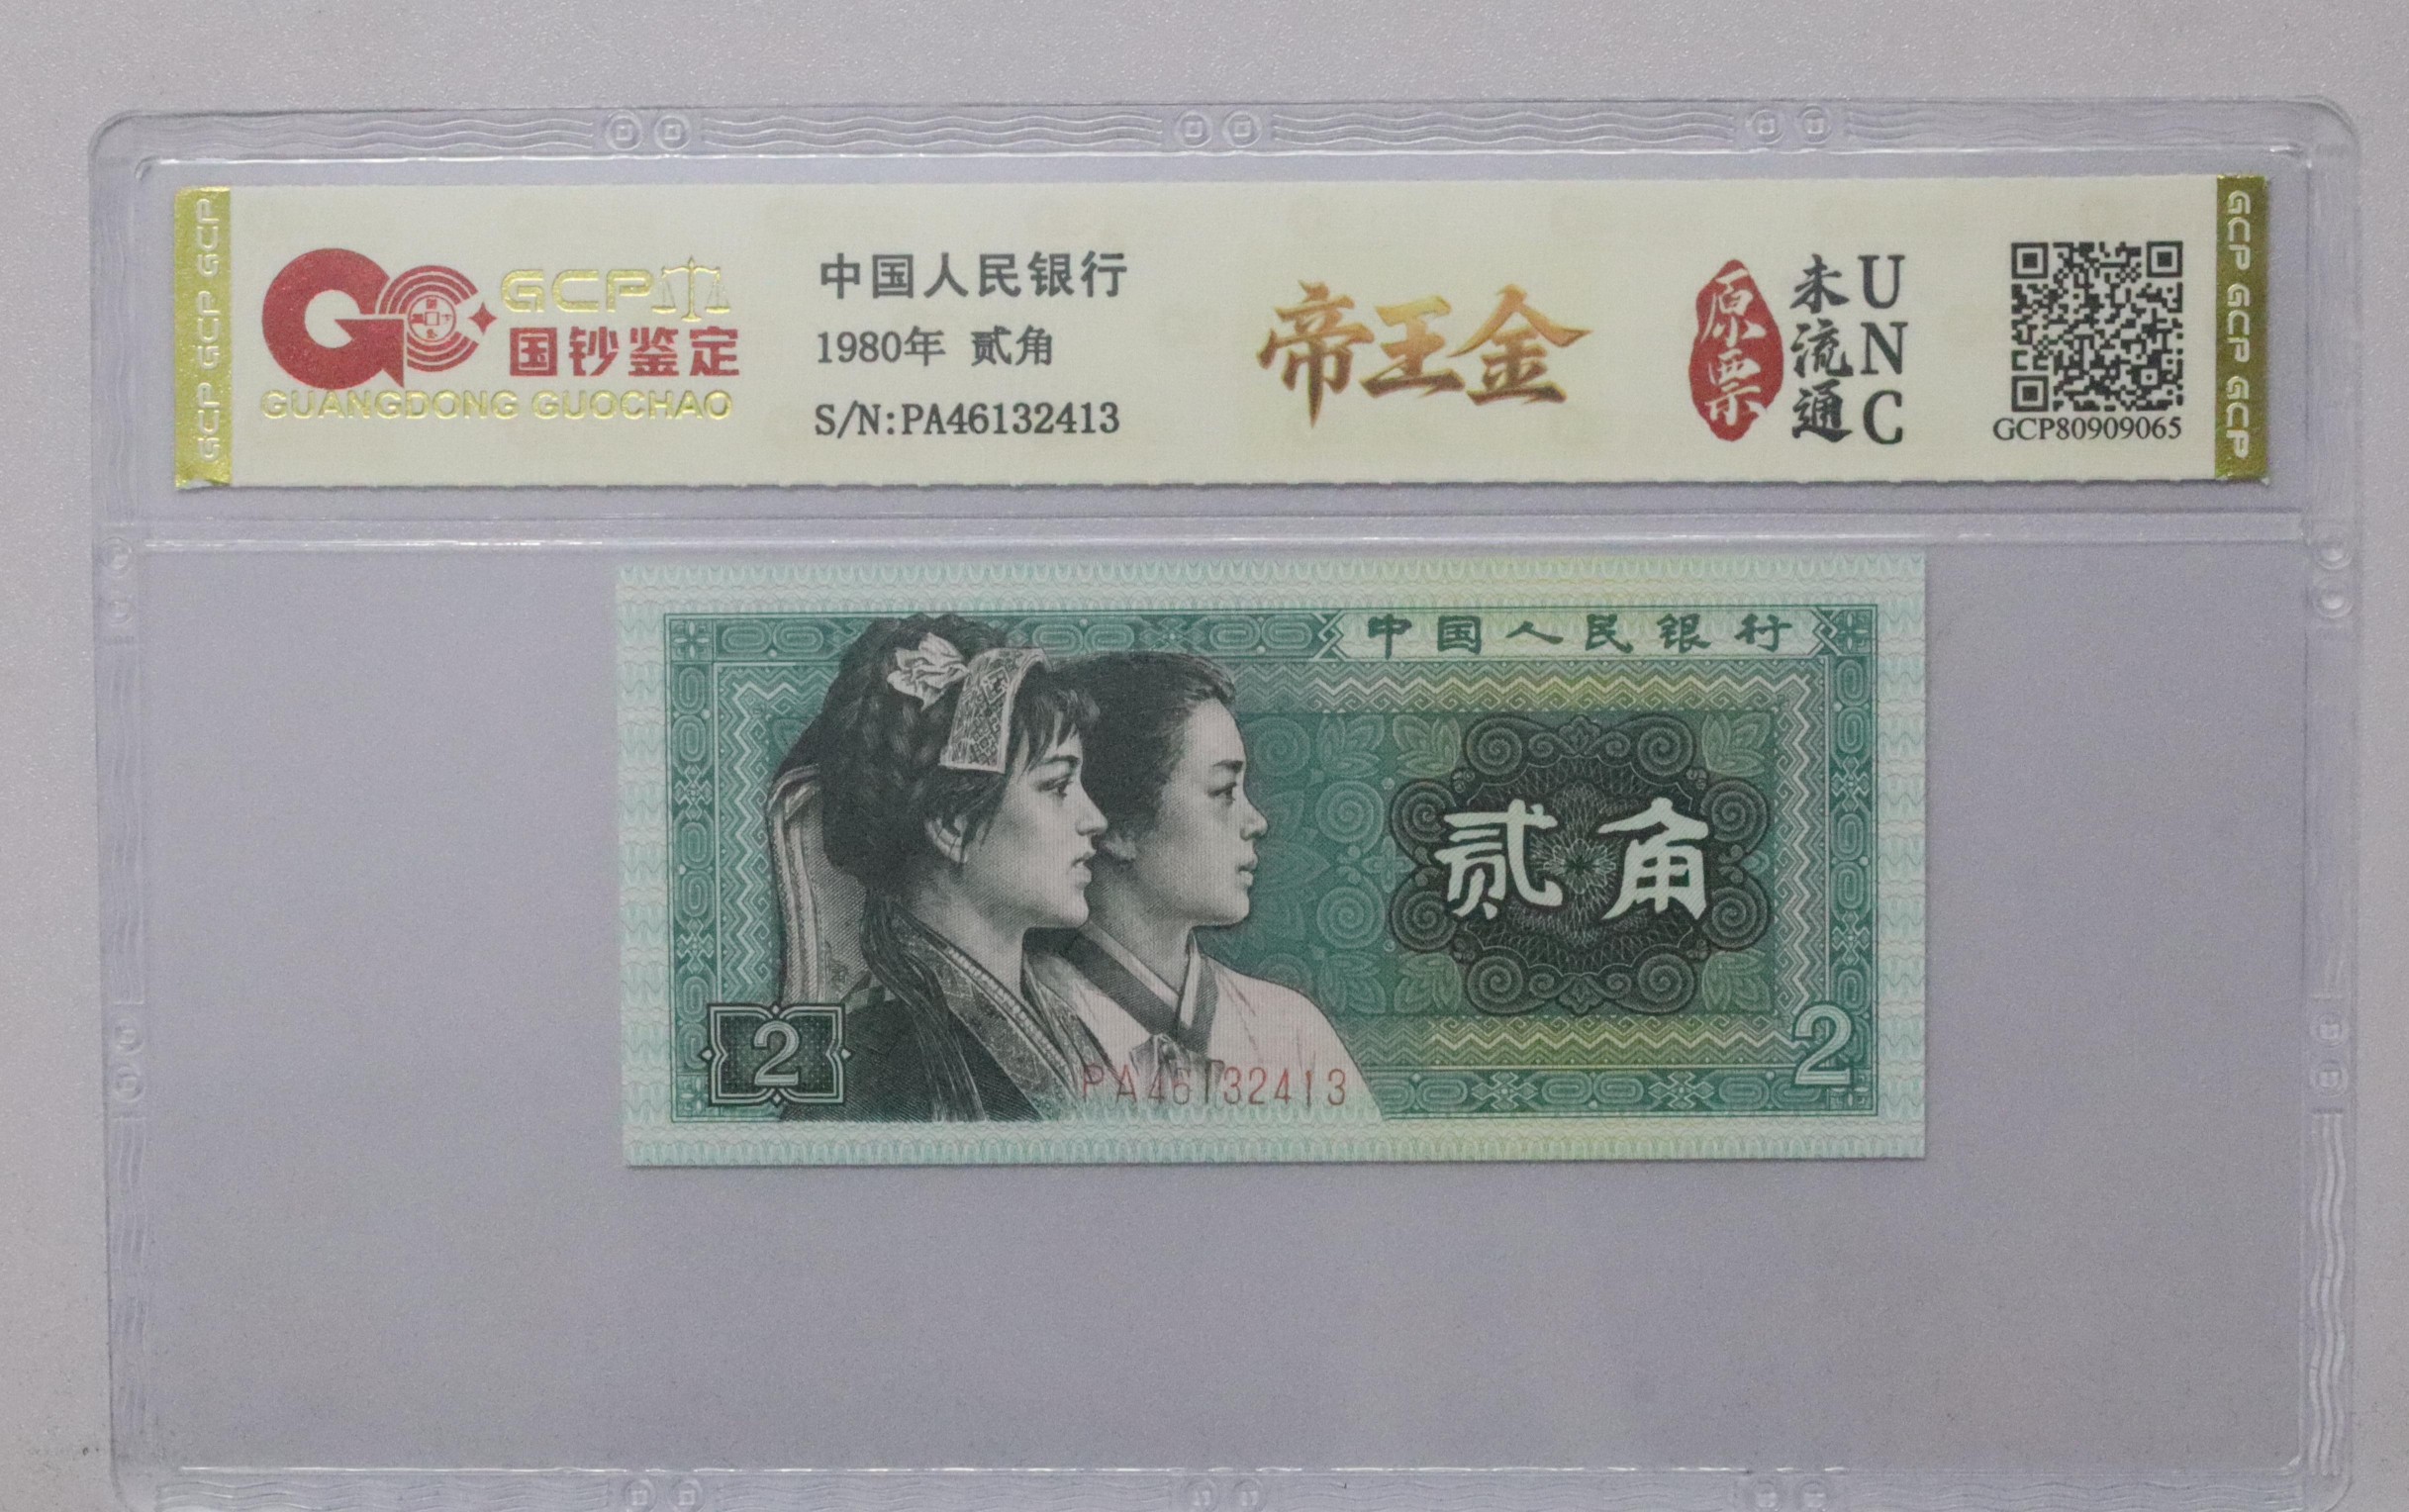 GCP GCP GCP
GCP
国钞鉴定
GUANGDONG GUOCHAO
中国人民银行
1980年 贰角
S/N:PA46132413
帝王金
原票
未流通
UNC
GCP80909065
GCP GCP GCP
中国人民银行
贰角
2
PA46132413
2